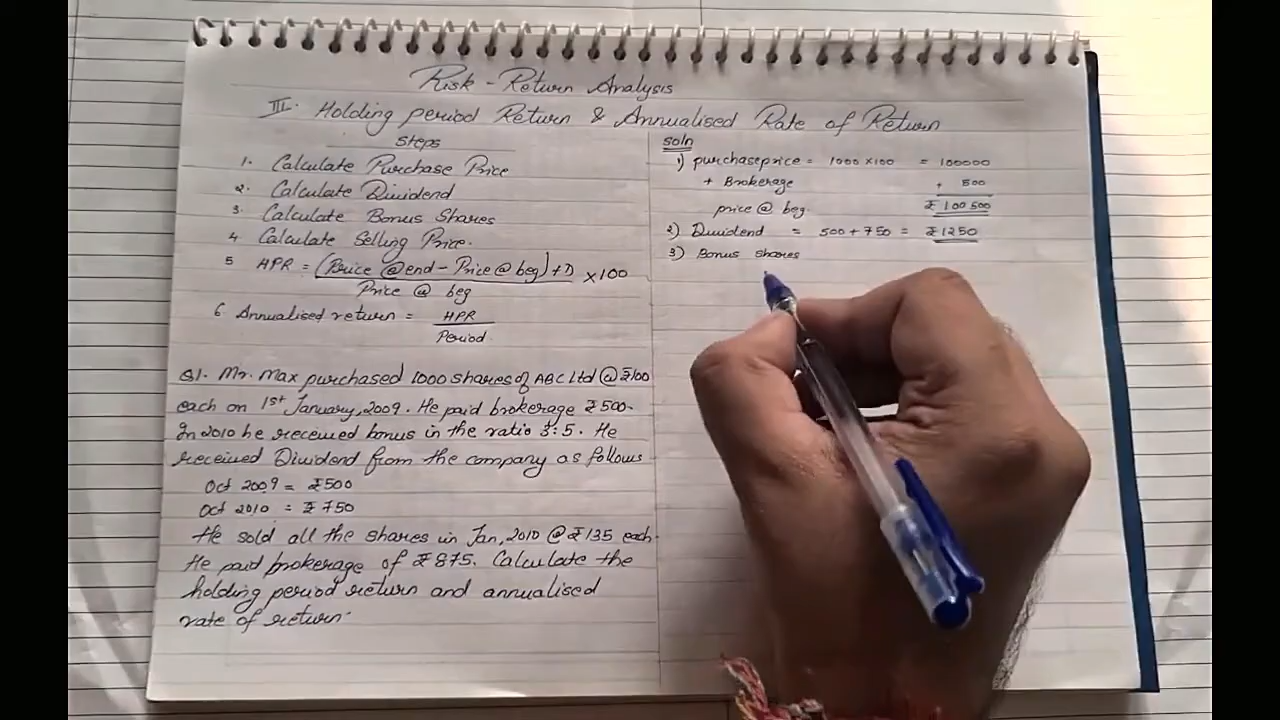 Risk - Return Analysis
III. Holding period Return & Annualised Rate of Return
Steps
1. Calculate Purchase Price
2. Calculate Dividend
3. Calculate Bonus Shares
4 Calculate Selling Price.
5 HPR = (Price @ end - Price @ beg) + D × 100
Price @ beg
6 Annualised return = HPR
Period
Q1. Mr. Max purchased 1000 shares of ABC Ltd @ ₹100
each on 1st January, 2009. He paid brokerage ₹500.
In 2010 he received bonus in the ratio 3:5. He
received Dividend from the company as follows
Oct 2009 = ₹500
Oct 2010 = ₹750
He sold all the shares in Jan, 2010 @ ₹135 each.
He paid brokerage of ₹875. Calculate the
holding period return and annualised
rate of return.
soln
1) purchase price = 1000 × 100 = 100000
+ Brokerage + 500
price @ beg. ₹ 100500
2) Dividend = 500 + 750 = ₹1250
3) Bonus shares